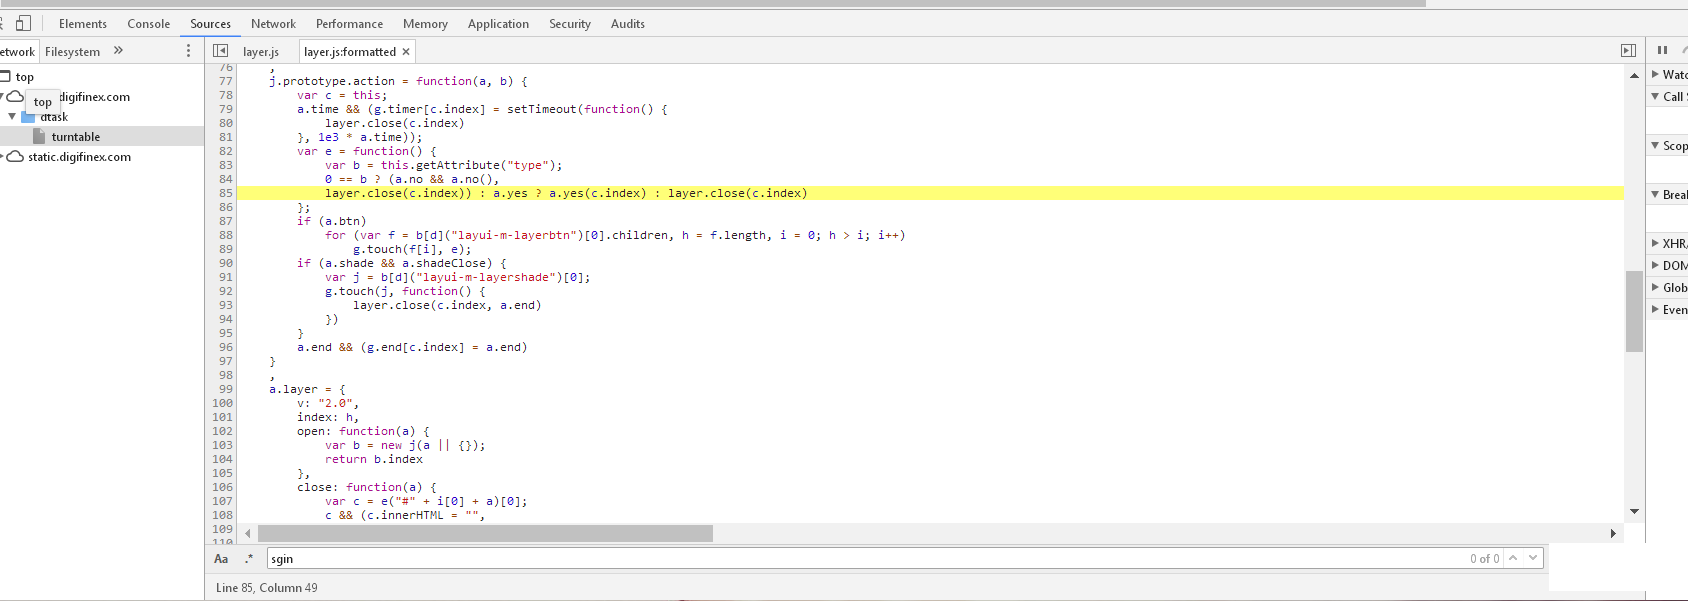 Elements Console Sources Network Performance Memory Application Security Audits
etwork Filesystem » layer.js layer.js:formatted ×
top
digifinex.com
top
dtask
turntable
static.digifinex.com
76 ,
77 j.prototype.action = function(a, b) {
78 var c = this;
79 a.time && (g.timer[c.index] = setTimeout(function() {
80 layer.close(c.index)
81 }, 1e3 * a.time));
82 var e = function() {
83 var b = this.getAttribute("type");
84 0 == b ? (a.no && a.no(),
85 layer.close(c.index)) : a.yes ? a.yes(c.index) : layer.close(c.index)
86 };
87 if (a.btn)
88 for (var f = b[d]("layui-m-layerbtn")[0].children, h = f.length, i = 0; h > i; i++)
89 g.touch(f[i], e);
90 if (a.shade && a.shadeClose) {
91 var j = b[d]("layui-m-layershade")[0];
92 g.touch(j, function() {
93 layer.close(c.index, a.end)
94 })
95 }
96 a.end && (g.end[c.index] = a.end)
97 }
98 ,
99 a.layer = {
100 v: "2.0",
101 index: h,
102 open: function(a) {
103 var b = new j(a || {});
104 return b.index
105 },
106 close: function(a) {
107 var c = e("#" + i[0] + a)[0];
108 c && (c.innerHTML = "",
109
110
Watc
Call S
Scop
Break
XHR/
DOM
Glob
Even
Aa .* sgin 0 of 0
Line 85, Column 49